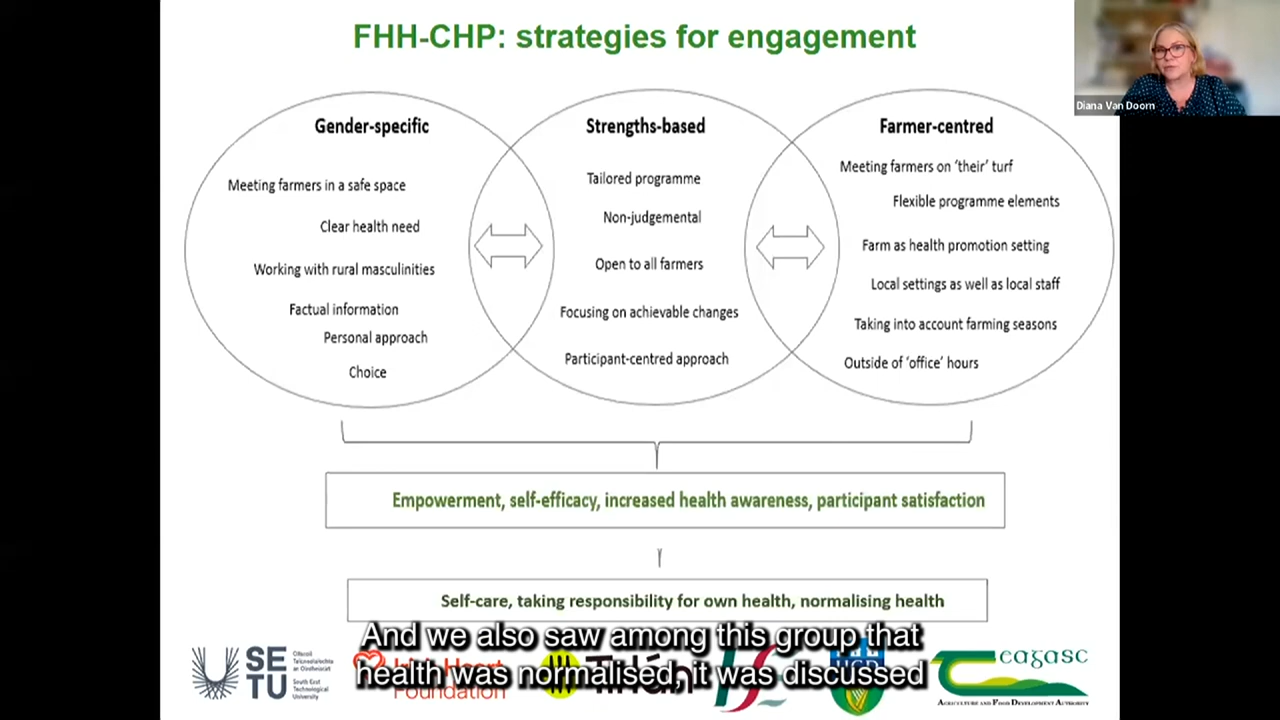 FHH-CHP: strategies for engagement
Diana Van Doorn
Gender-specific
Meeting farmers in a safe space
Clear health need
Working with rural masculinities
Factual information
Personal approach
Choice
Strengths-based
Tailored programme
Non-judgemental
Open to all farmers
Focusing on achievable changes
Participant-centred approach
Farmer-centred
Meeting farmers on ‘their’ turf
Flexible programme elements
Farm as health promotion setting
Local settings as well as local staff
Taking into account farming seasons
Outside of ‘office’ hours
Empowerment, self-efficacy, increased health awareness, participant satisfaction
Self-care, taking responsibility for own health, normalising health
And we also saw among this group that
health was normalised, it was discussed
SE
TU
South East
Technological
University
Foundation
eagasc
AGRICULTURE AND FOOD DEVELOPMENT AUTHORITY